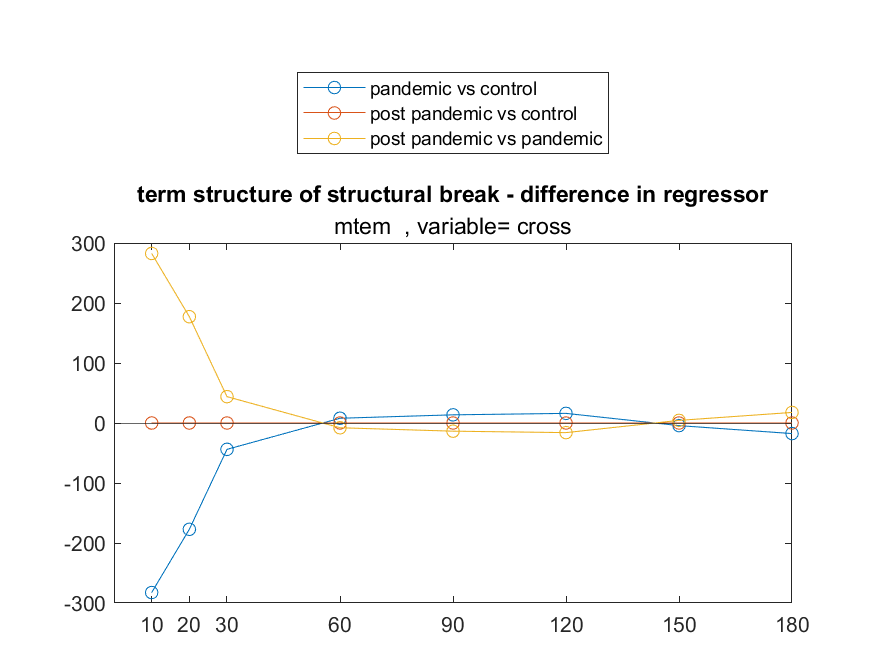 pandemic vs control
post pandemic vs control
post pandemic vs pandemic
term structure of structural break - difference in regressor
mtem  , variable= cross
300
200
100
0
-100
-200
-300
10 20 30 60 90 120 150 180